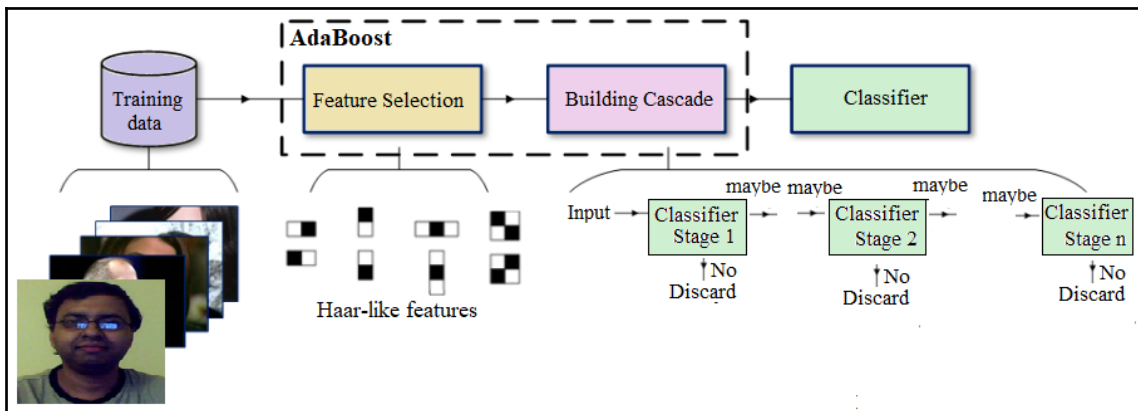 AdaBoost
Training
data
Feature Selection
Building Cascade
Classifier
Haar-like features
Input
Classifier
Stage 1
maybe
maybe
Classifier
Stage 2
maybe
maybe
Classifier
Stage n
No
Discard
No
Discard
No
Discard